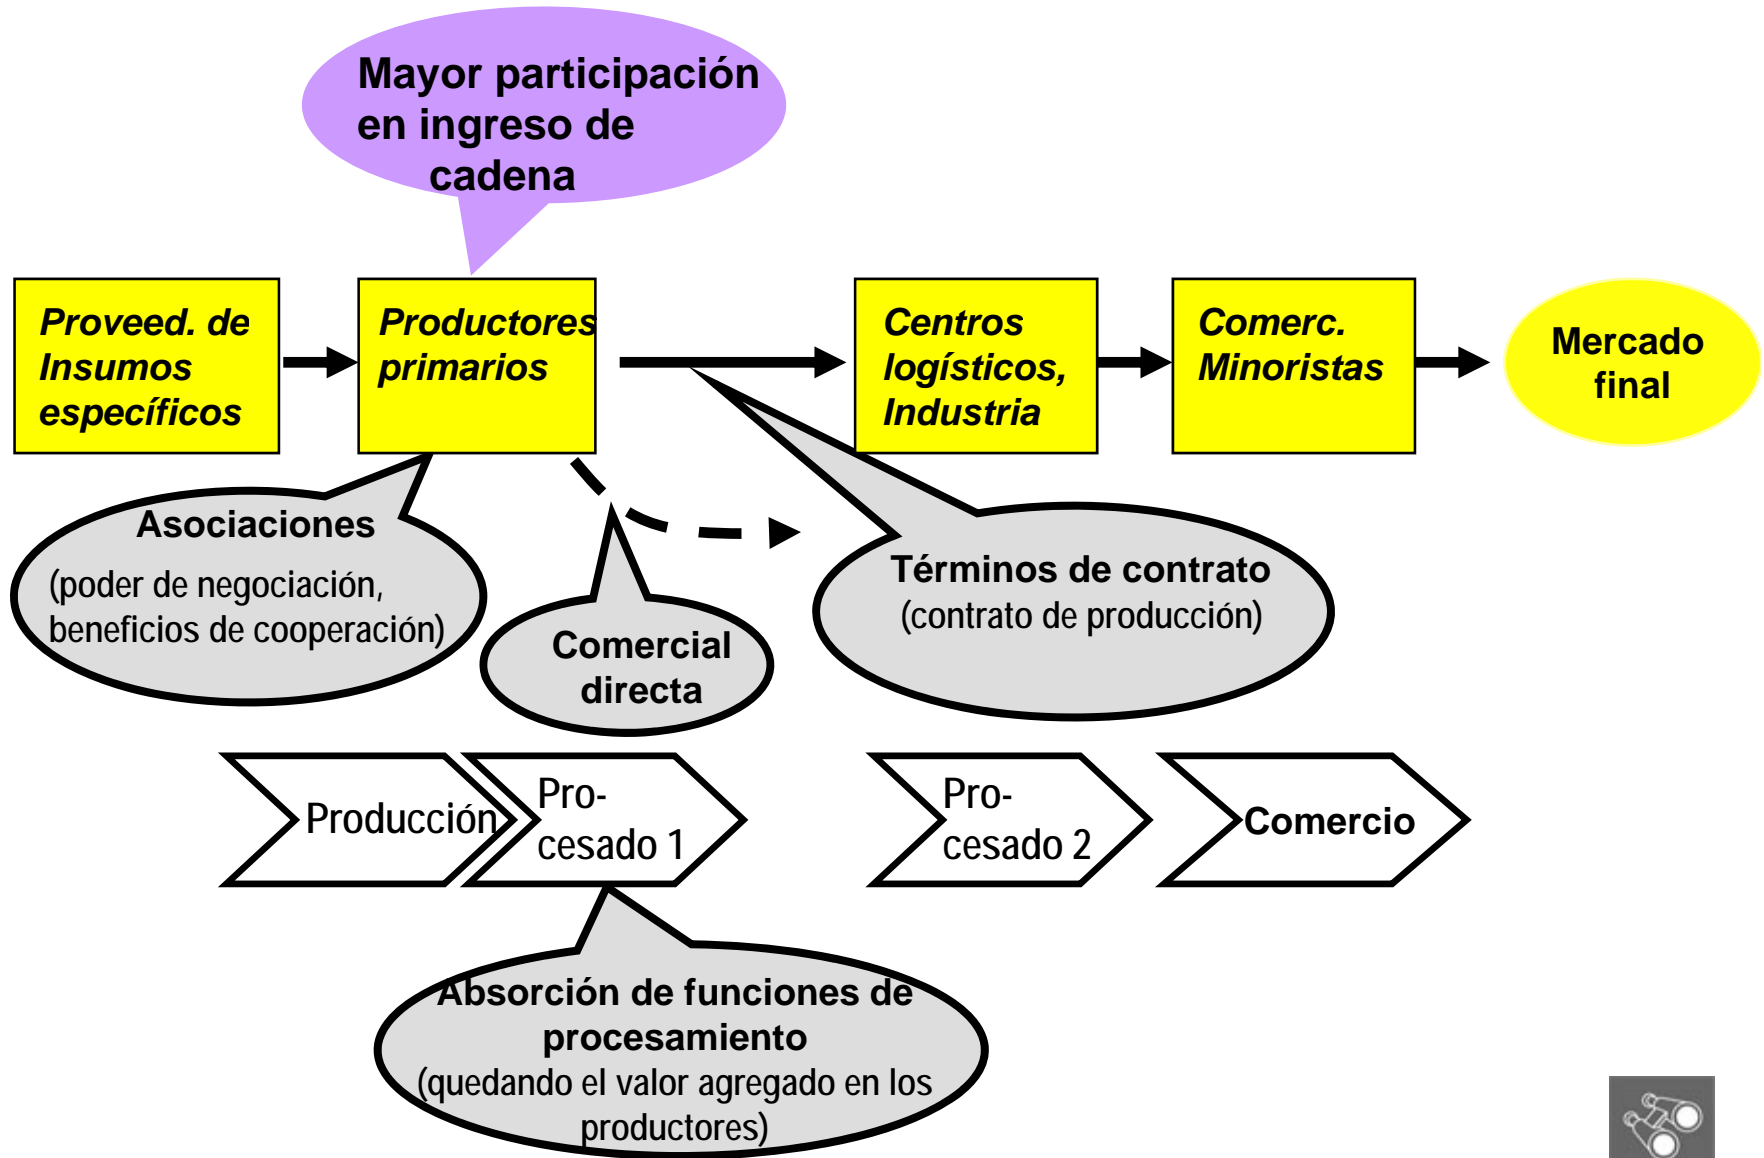 Mayor participación
en ingreso de
cadena
Proveed. de
Insumos
específicos
Productores
primarios
Centros
logísticos,
Industria
Comerc.
Minoristas
Mercado
final
Asociaciones
(poder de negociación,
beneficios de cooperación)
Comercial
directa
Términos de contrato
(contrato de producción)
Producción
Pro-
cesado 1
Pro-
cesado 2
Comercio
Absorción de funciones de
procesamiento
(quedando el valor agregado en los
productores)